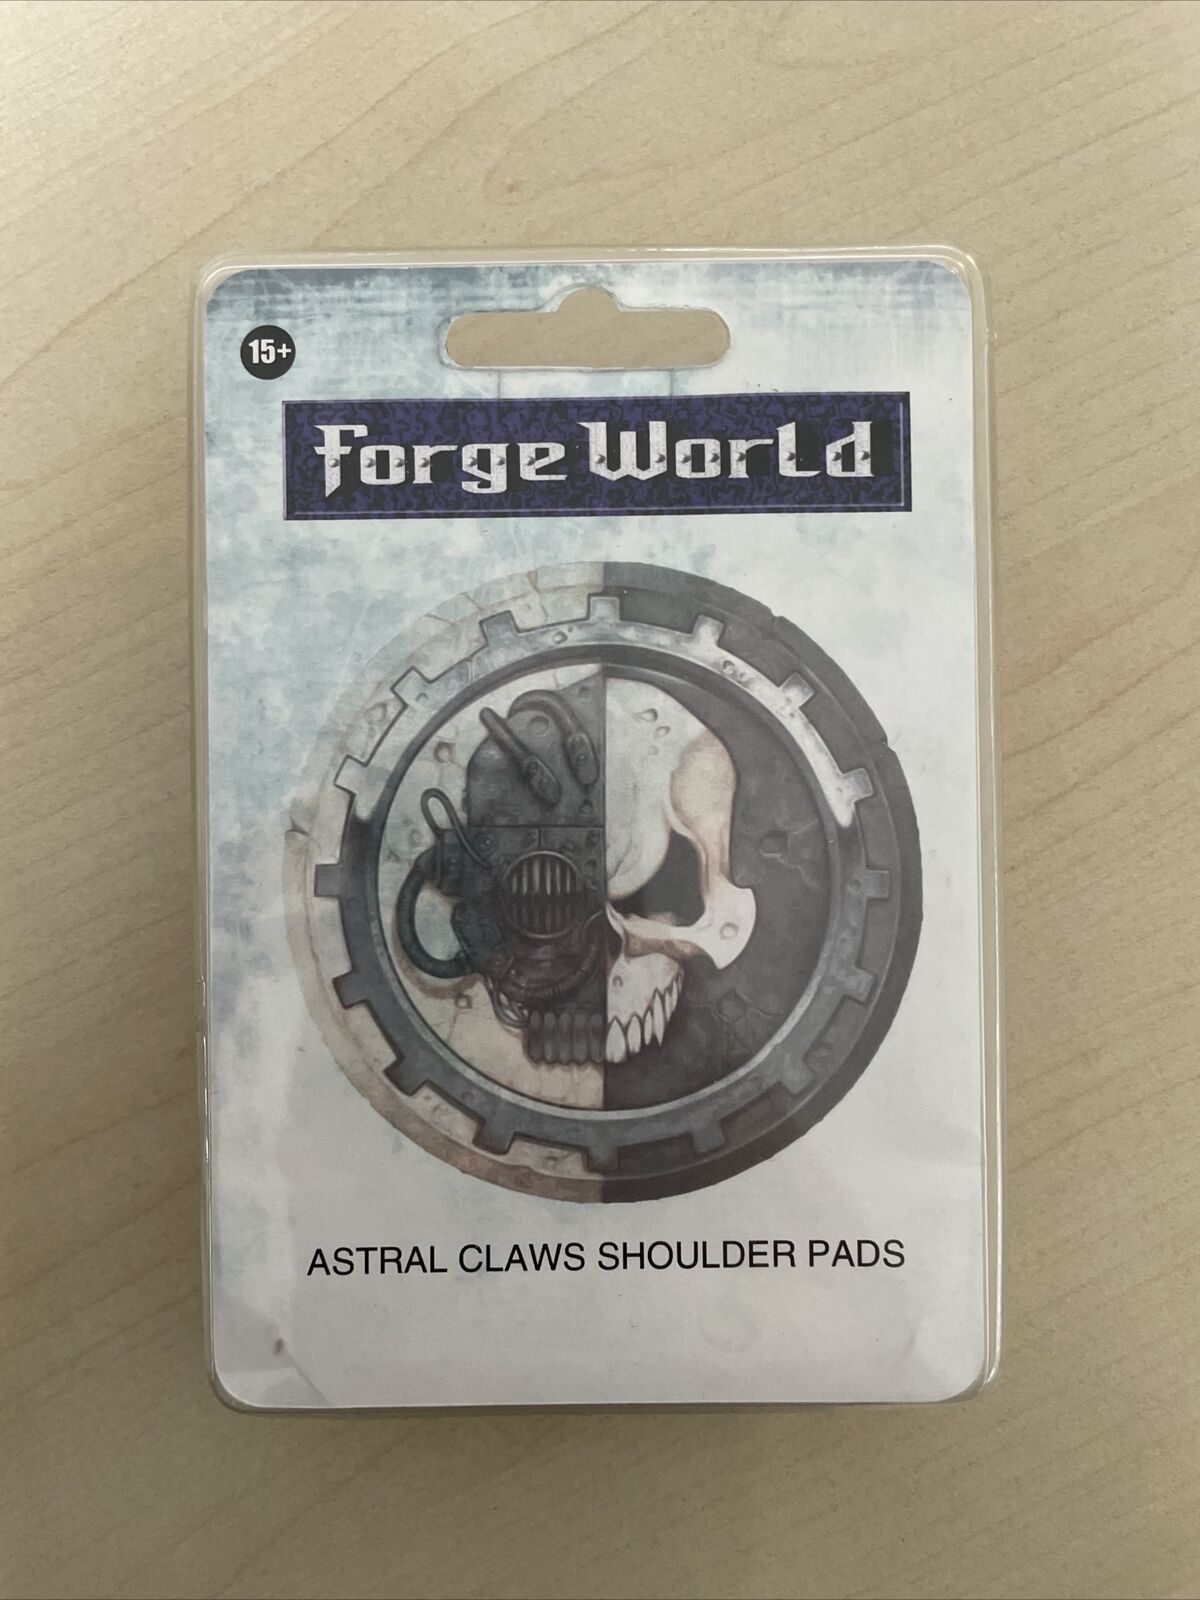 15+
Forge World
ASTRAL CLAWS SHOULDER PADS